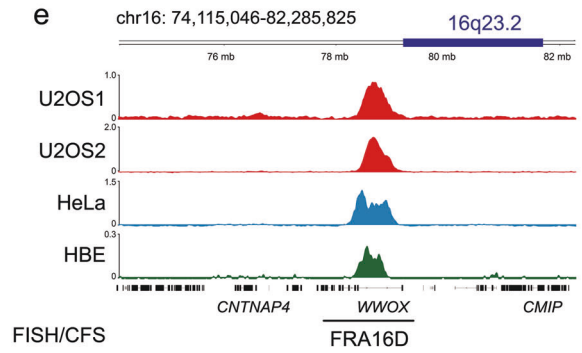 e
chr16: 74,115,046-82,285,825
16q23.2
76 mb 78 mb 80 mb 82 mb
1.0
U2OS1
0
2.0
U2OS2
0
1.5
HeLa
0
0.3
HBE
0
CNTNAP4 WWOX CMIP
FISH/CFS FRA16D